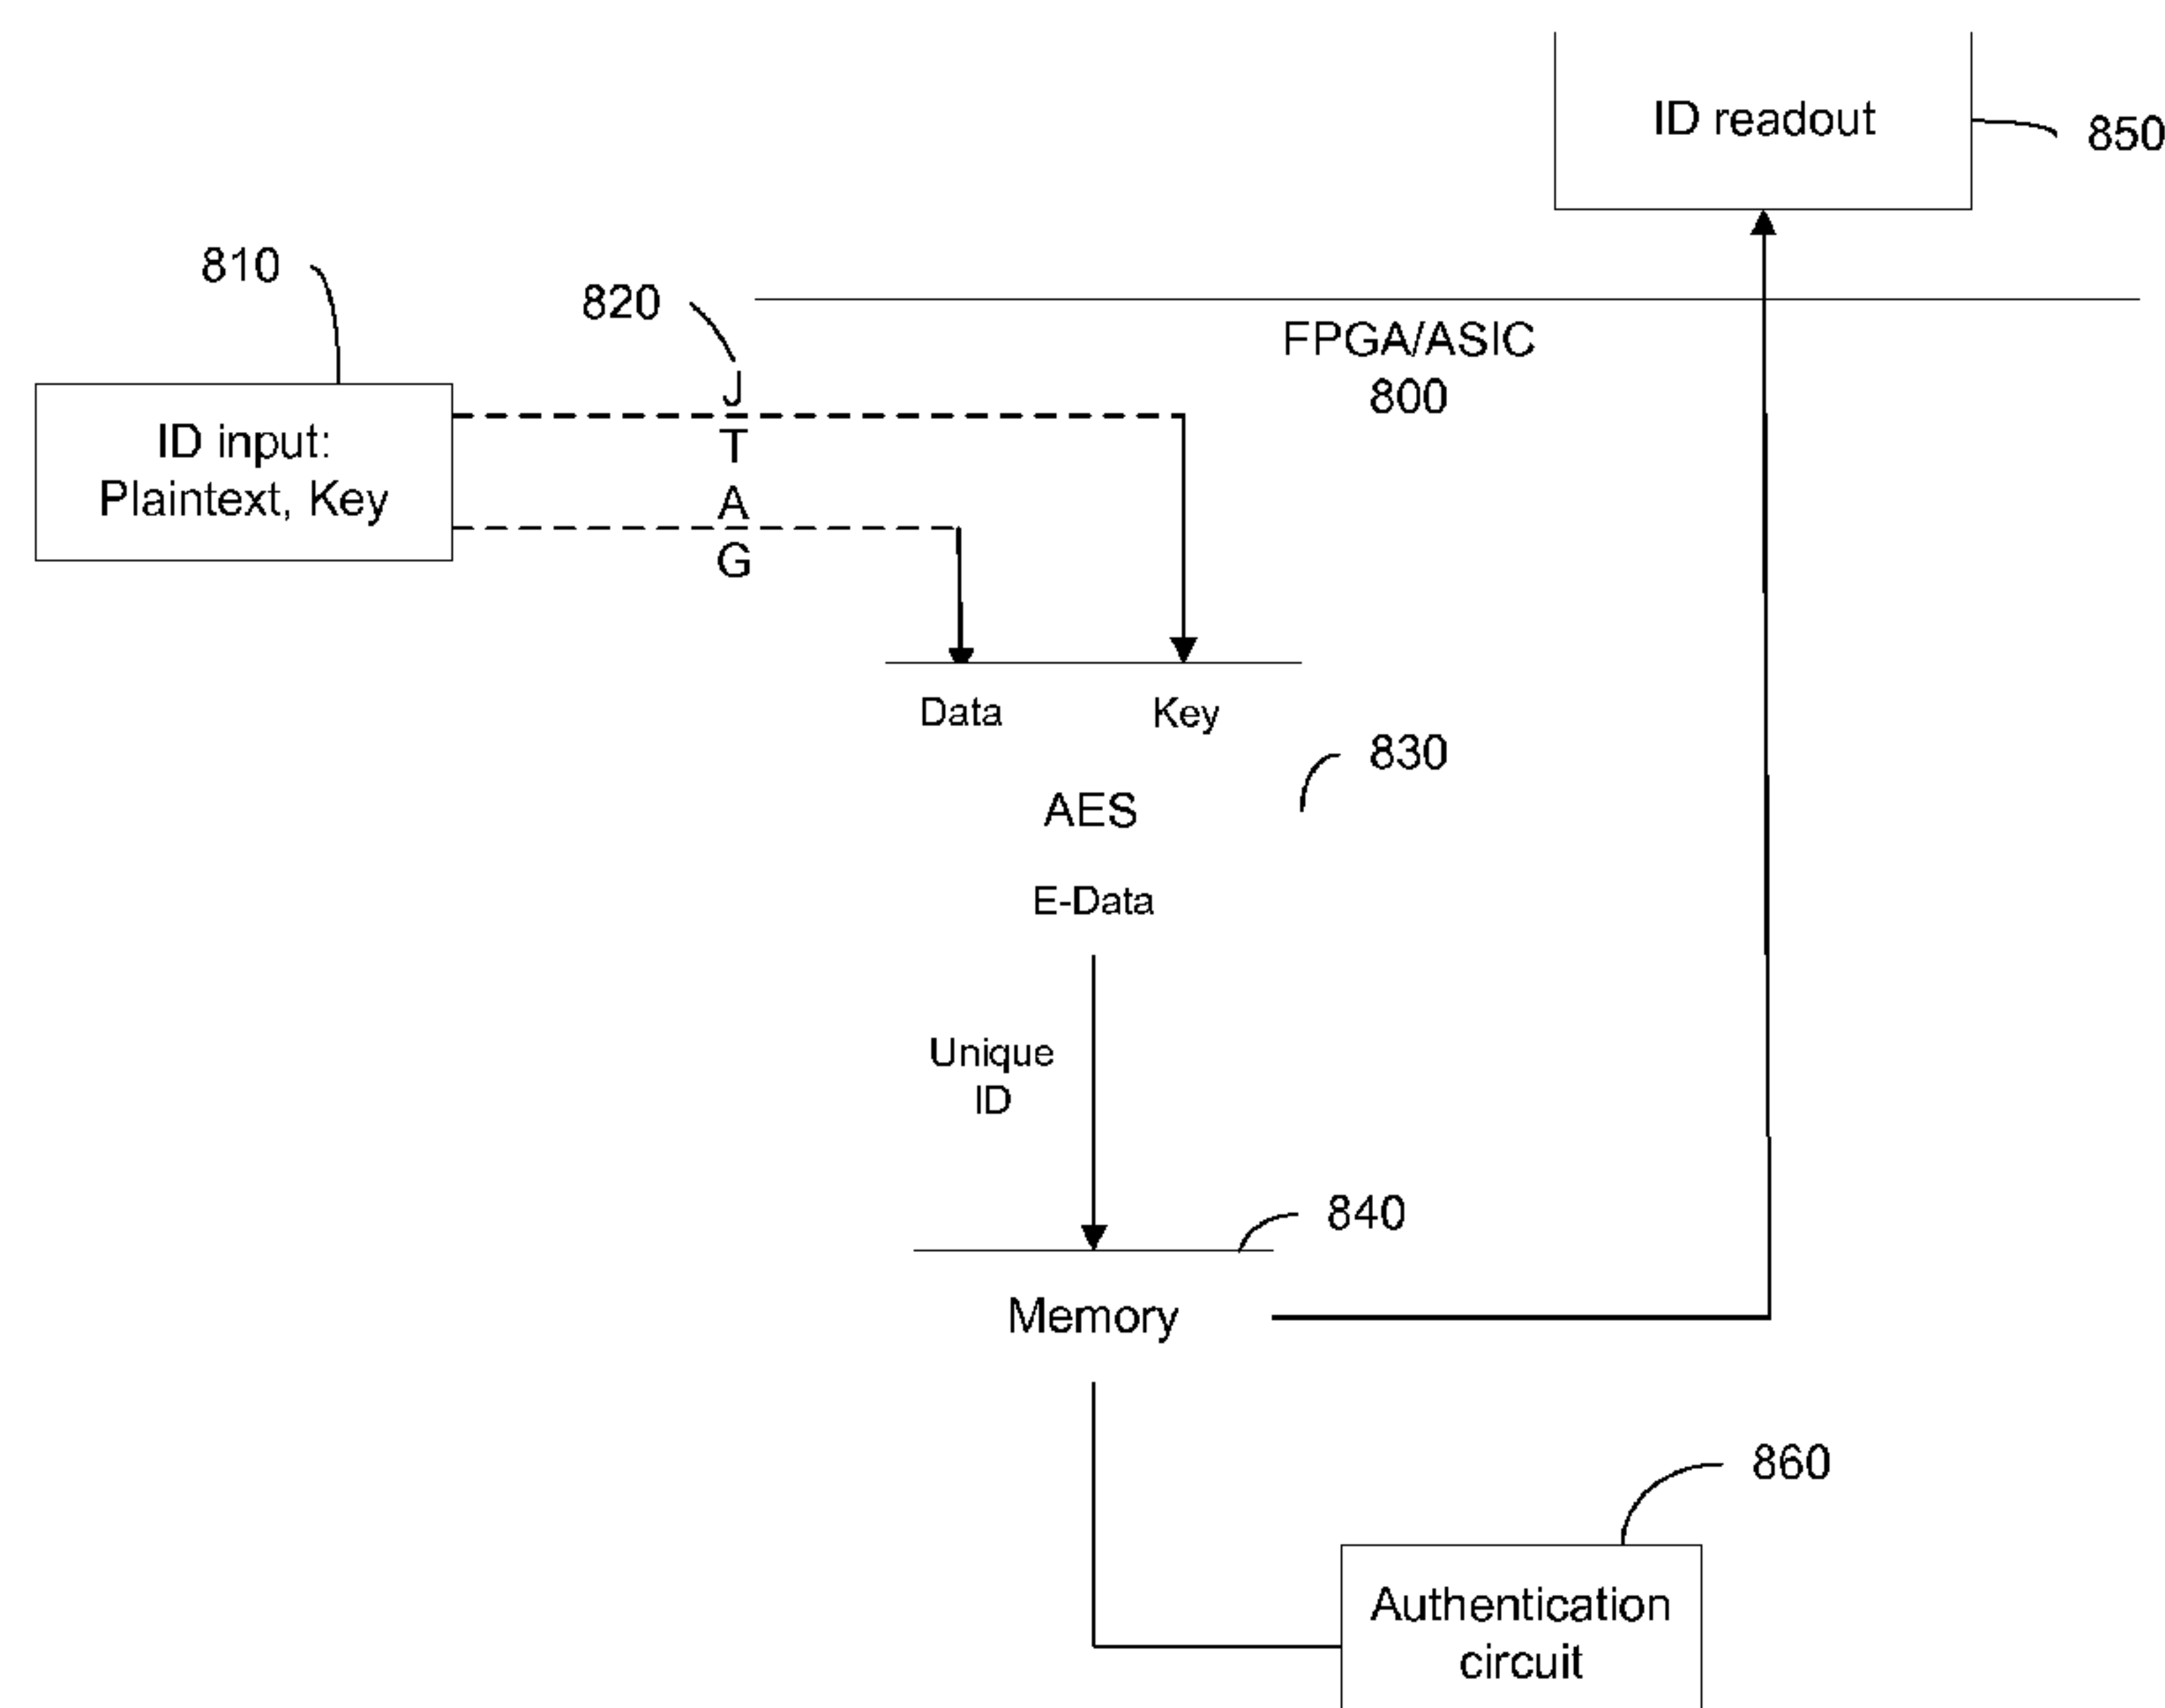 ID readout
850
810
820
FPGA/ASIC
800
J
T
A
G
ID input:
Plaintext, Key
Data
Key
830
AES
E-Data
Unique
ID
840
Memory
860
Authentication
circuit